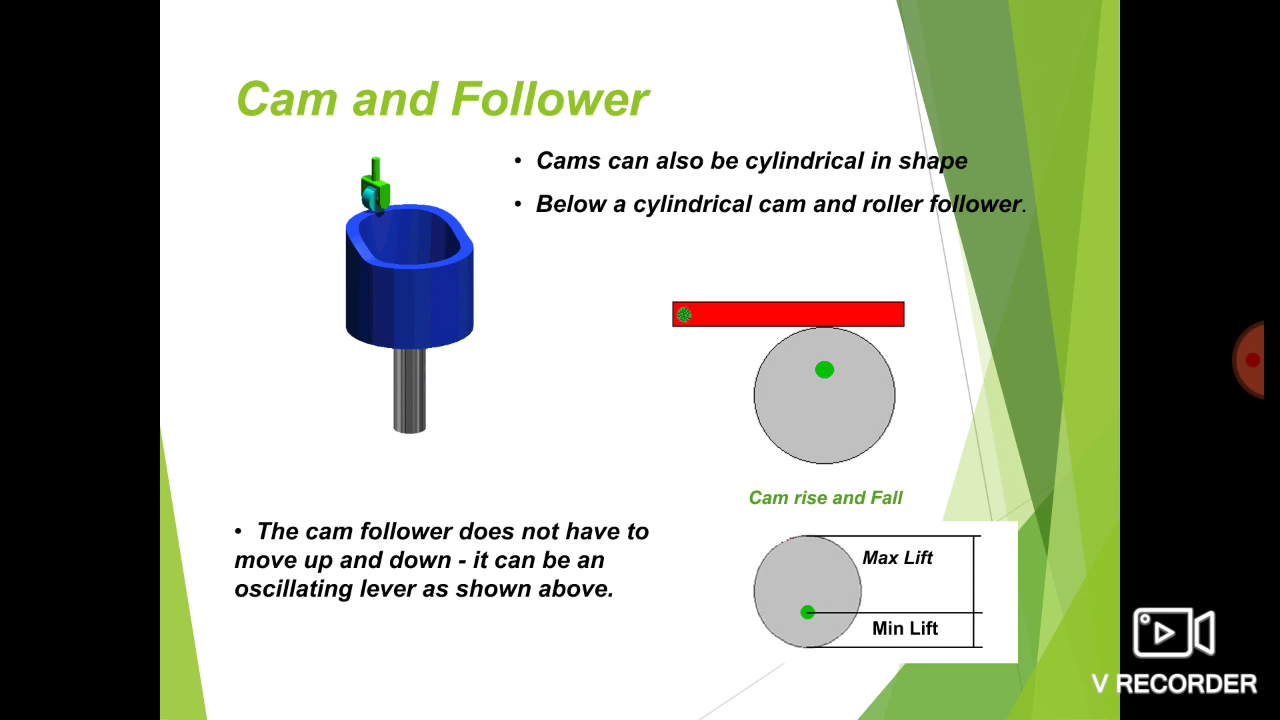 Cam and Follower
• Cams can also be cylindrical in shape
• Below a cylindrical cam and roller follower.
Cam rise and Fall
• The cam follower does not have to
move up and down - it can be an
oscillating lever as shown above.
Max Lift
Min Lift
V RECORDER